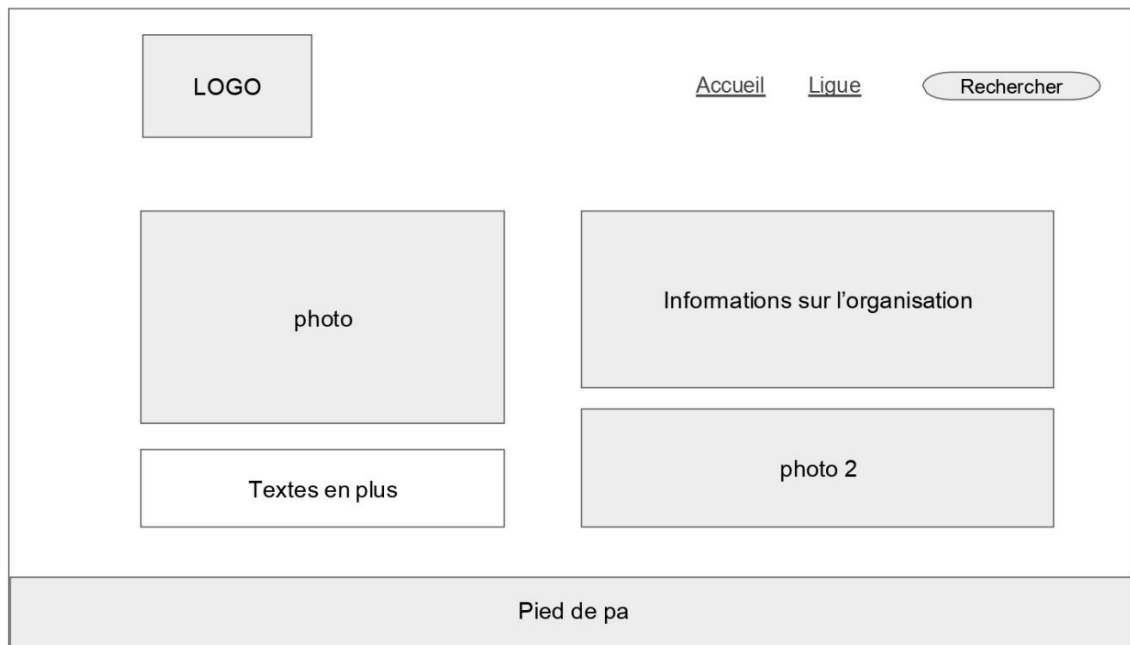 LOGO
Accueil Ligue Rechercher
photo
Informations sur l’organisation
Textes en plus
photo 2
Pied de pa